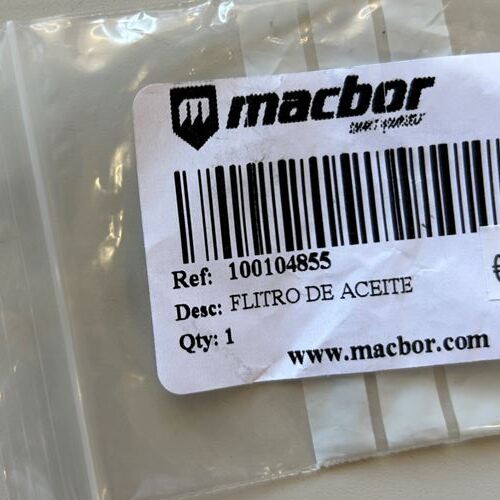 macbor
Ref: 100104855
Desc: FLITRO DE ACEITE
Qty: 1
www.macbor.com